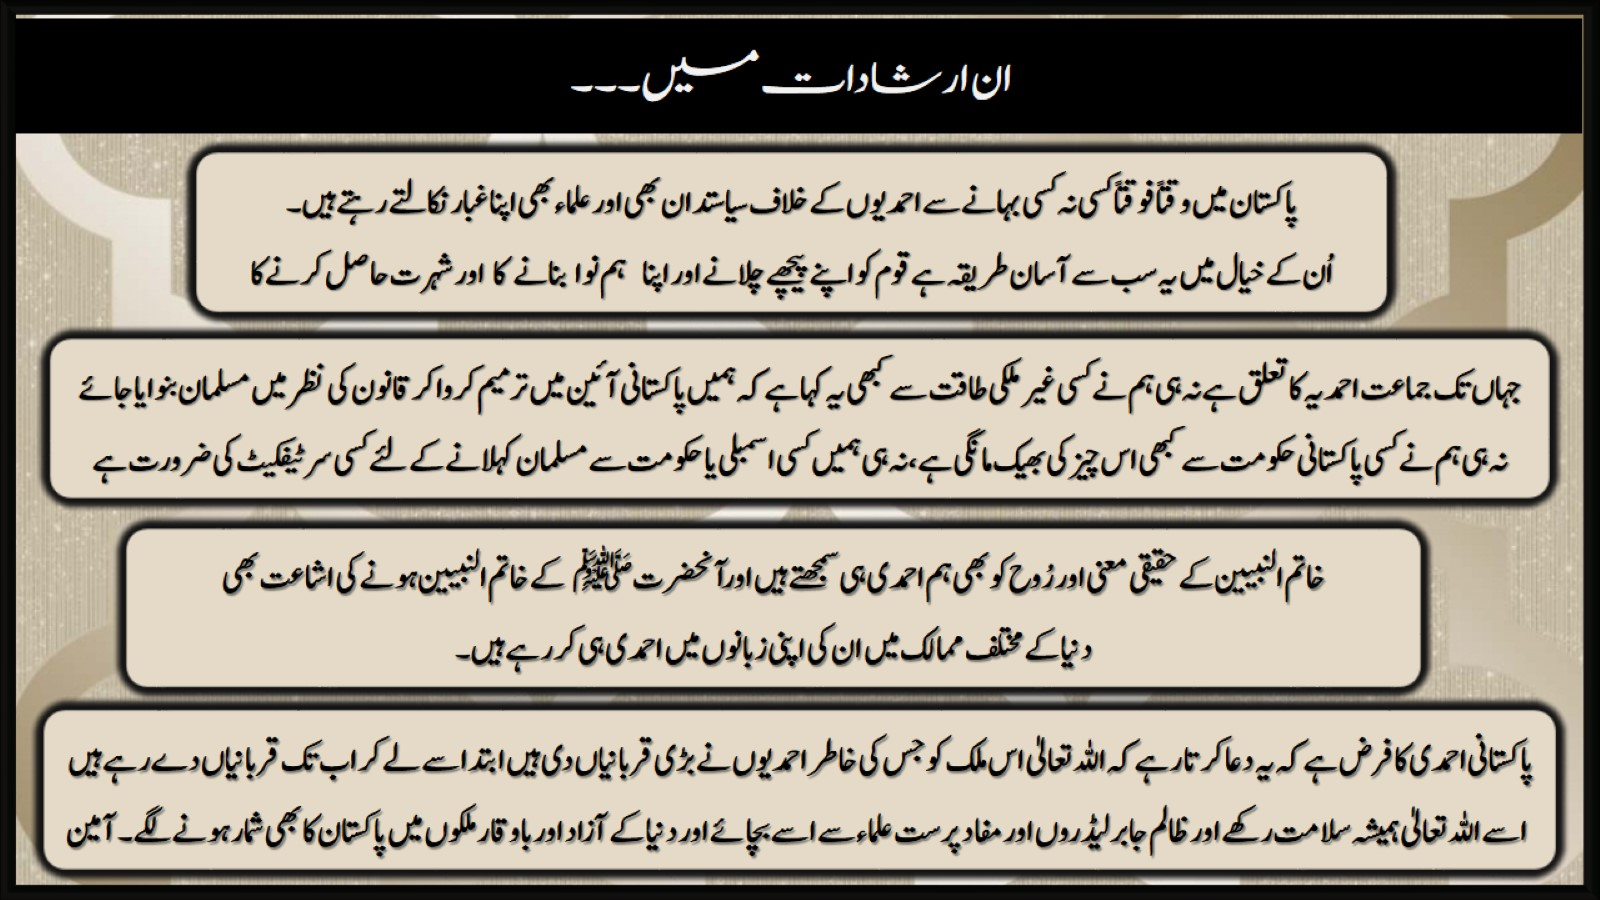 ان ارشادات میں۔۔۔
پاکستان میں وقتاً فوقتاً کسی نہ کسی بہانے سے احمدیوں کے خلاف سیاستدان بھی اور علماء بھی اپنا غبار نکالتے رہتے ہیں۔
اُن کے خیال میں یہ سب سے آسان طریقہ ہے قوم کو اپنے پیچھے چلانے اور اپنا ہم نوا بنانے کا اور شہرت حاصل کرنے کا
جہاں تک جماعت احمدیہ کا تعلق ہے نہ ہی ہم نے کسی غیر ملکی طاقت سے کبھی یہ کہا ہے کہ ہمیں پاکستانی آئین میں ترمیم کروا کر قانون کی نظر میں مسلمان بنوایا جائے
نہ ہی ہم نے کسی پاکستانی حکومت سے کبھی اس چیز کی بھیک مانگی ہے، نہ ہی ہمیں کسی اسمبلی یا حکومت سے مسلمان کہلانے کے لئے کسی سرٹیفکیٹ کی ضرورت ہے
خاتم النبیین کے حقیقی معنی اور رُوح کو بھی ہم احمدی ہی سمجھتے ہیں اور آنحضرت ﷺ کے خاتم النبیین ہونے کی اشاعت بھی
دنیا کے مختلف ممالک میں ان کی اپنی زبانوں میں احمدی ہی کر رہے ہیں۔
پاکستانی احمدی کا فرض ہے کہ یہ دعا کرتا رہے کہ اللہ تعالیٰ اس ملک کو جس کی خاطر احمدیوں نے بڑی قربانیاں دی ہیں ابتدا سے لے کر اب تک قربانیاں دے رہے ہیں
اسے اللہ تعالیٰ ہمیشہ سلامت رکھے اور ظالم جابر لیڈروں اور مفاد پرست علماء سے اسے بچائے اور دنیا کے آزاد اور باوقار ملکوں میں پاکستان کا بھی شمار ہونے لگے۔ آمین